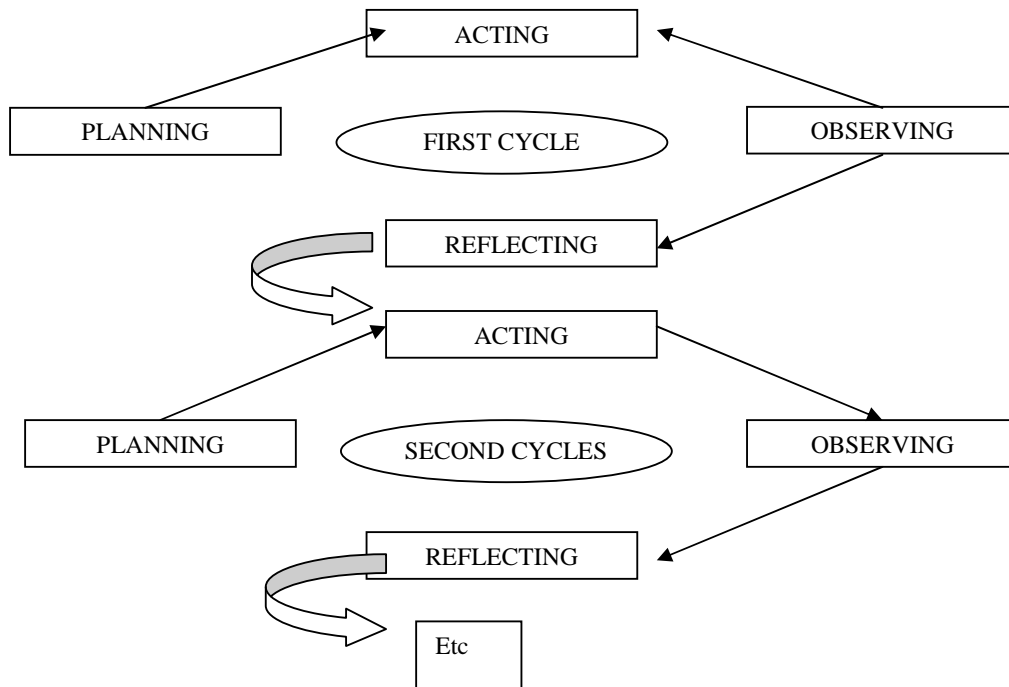 ACTING
PLANNING
FIRST CYCLE
OBSERVING
REFLECTING
ACTING
PLANNING
SECOND CYCLES
OBSERVING
REFLECTING
Etc